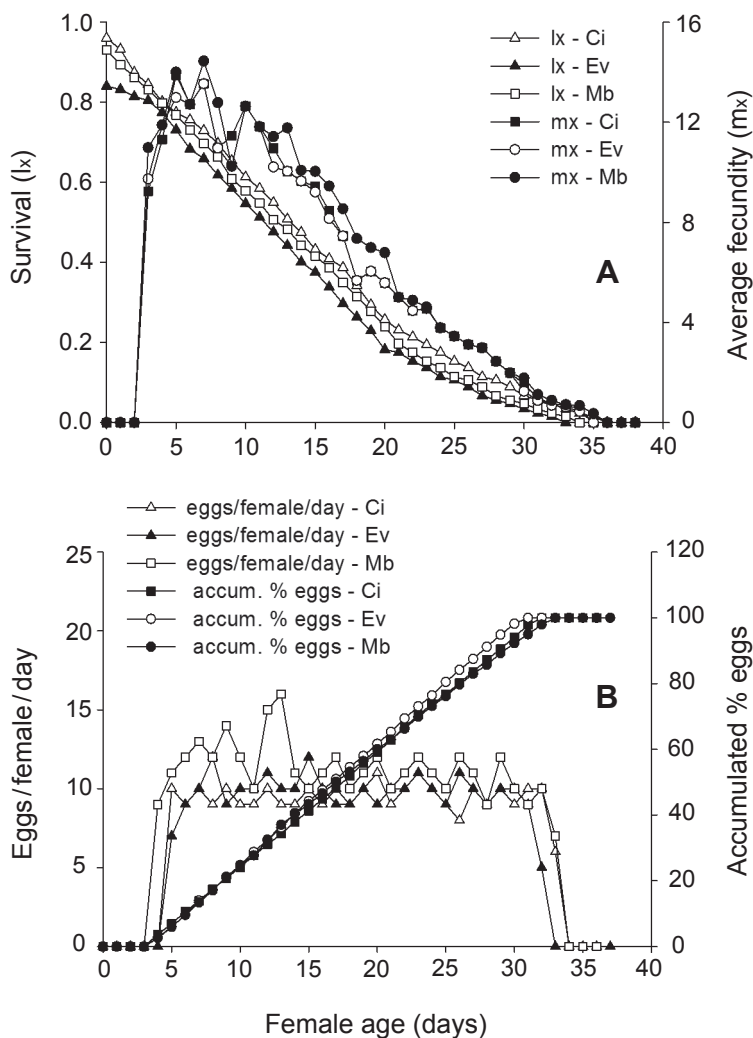 1.0
0.8
0.6
0.4
0.2
0.0
Survival (lx)
16
12
8
4
0
Average fecundity (mx)
lx - Ci
lx - Ev
lx - Mb
mx - Ci
mx - Ev
mx - Mb
A
0 5 10 15 20 25 30 35 40
eggs/female/day - Ci
eggs/female/day - Ev
eggs/female/day - Mb
accum. % eggs - Ci
accum. % eggs - Ev
accum. % eggs - Mb
25
20
15
10
5
0
Eggs/female/day
120
100
80
60
40
20
0
Accumulated % eggs
B
0 5 10 15 20 25 30 35 40
Female age (days)